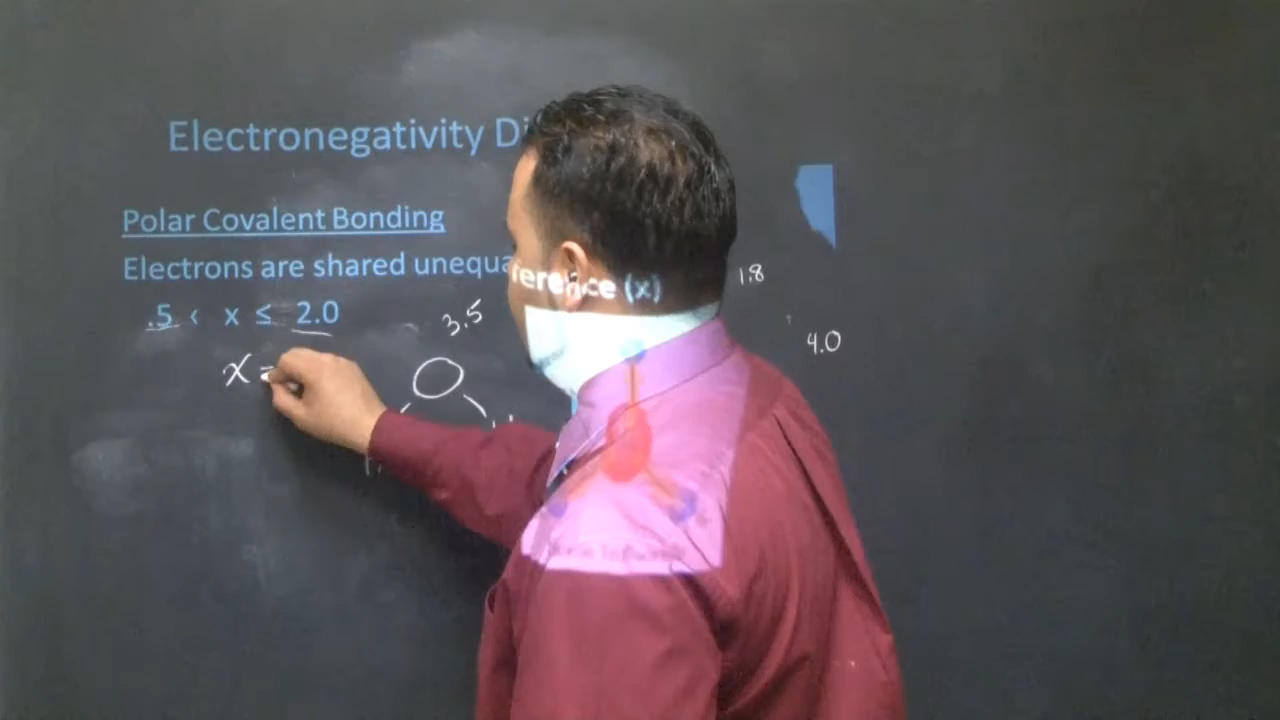 Electronegativity Di
ference (x)
Polar Covalent Bonding
Electrons are shared unequa
.5 < x ≤ 2.0
x =
3.5
1.8
4.0